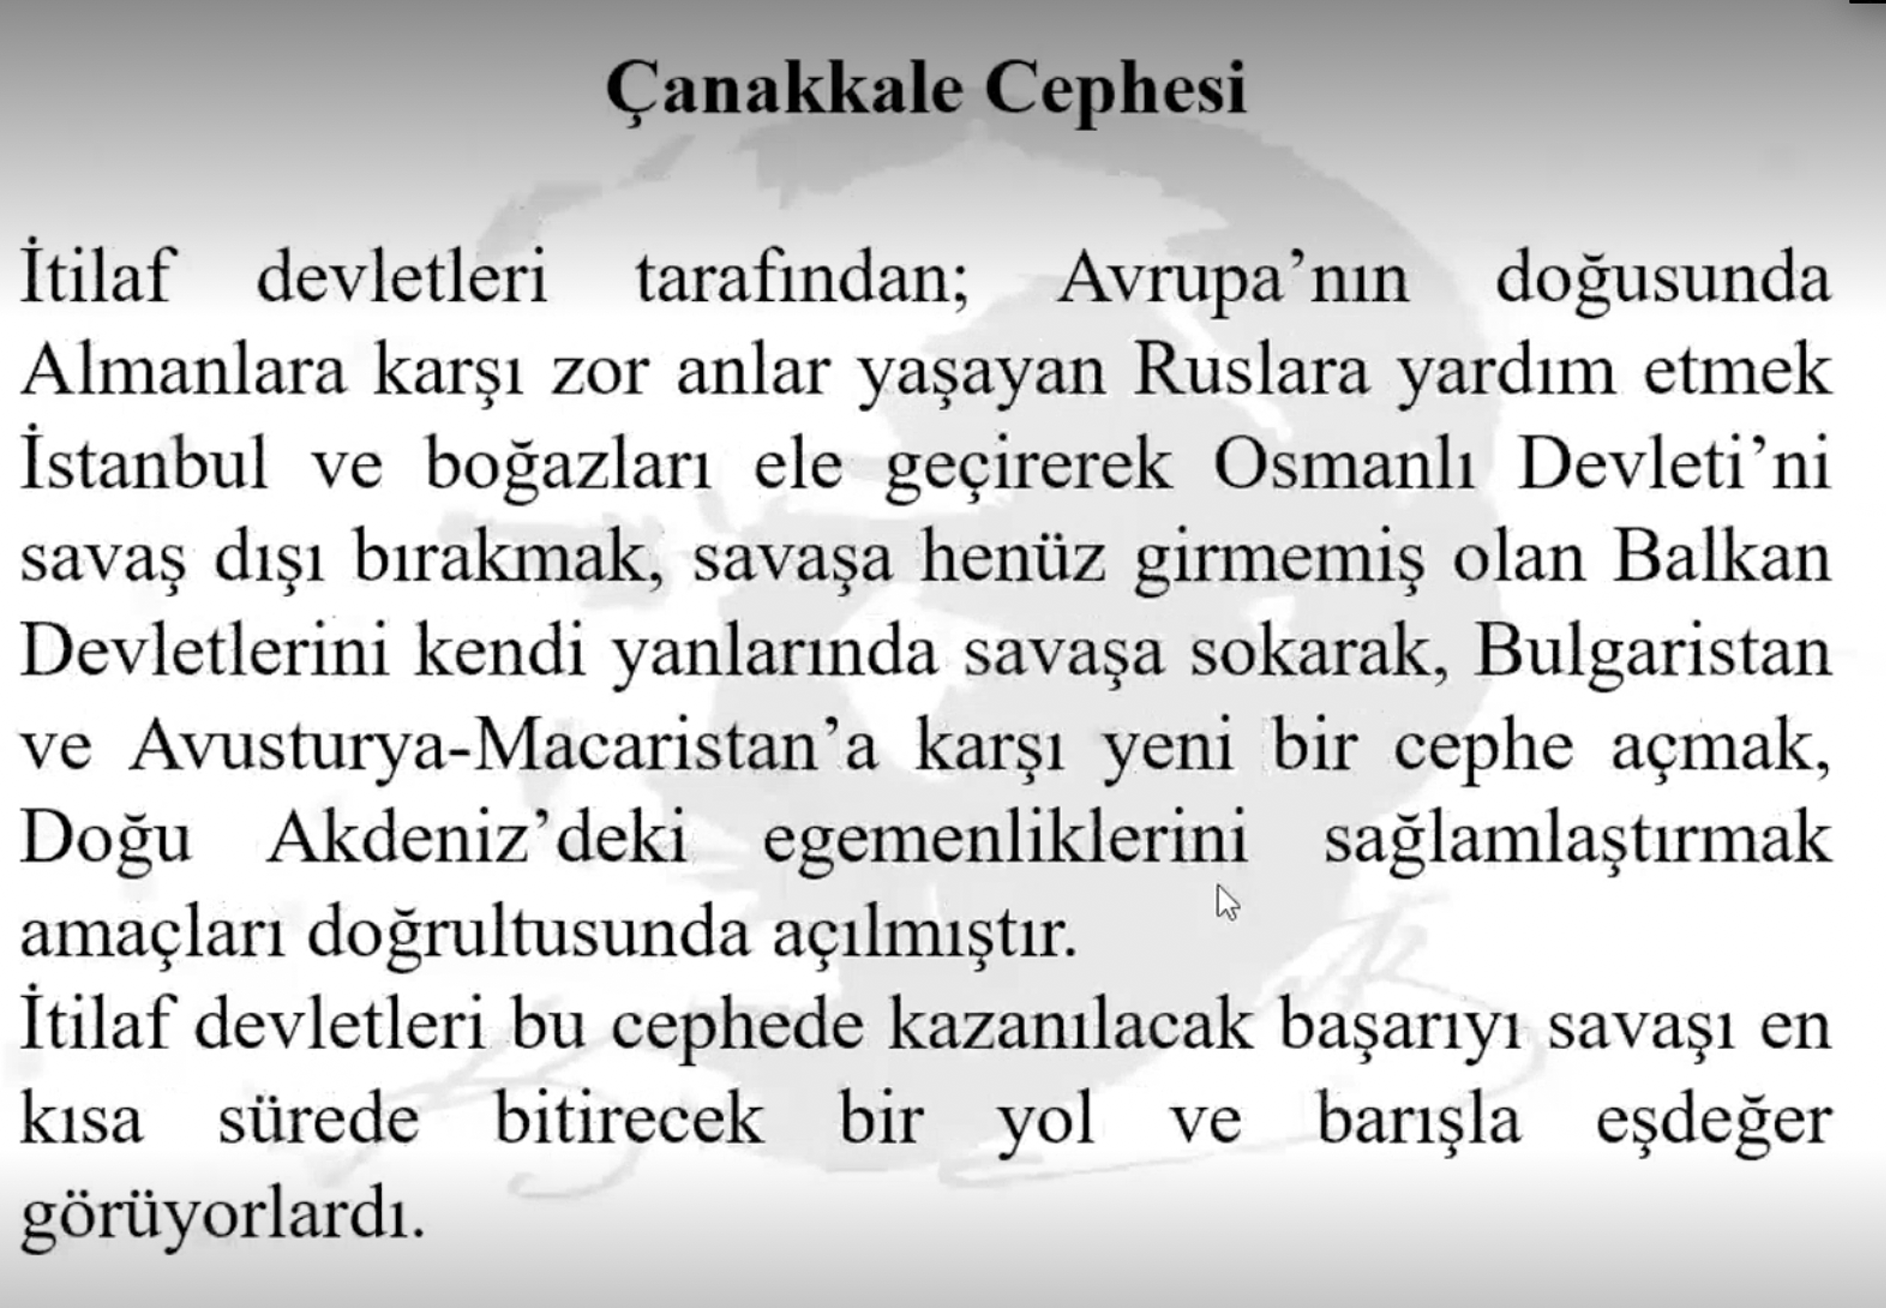 Çanakkale Cephesi
İtilaf devletleri tarafından; Avrupa’nın doğusunda
Almanlara karşı zor anlar yaşayan Ruslara yardım etmek
İstanbul ve boğazları ele geçirerek Osmanlı Devleti’ni
savaş dışı bırakmak, savaşa henüz girmemiş olan Balkan
Devletlerini kendi yanlarında savaşa sokarak, Bulgaristan
ve Avusturya-Macaristan’a karşı yeni bir cephe açmak,
Doğu Akdeniz’deki egemenliklerini sağlamlaştırmak
amaçları doğrultusunda açılmıştır.
İtilaf devletleri bu cephede kazanılacak başarıyı savaşı en
kısa sürede bitirecek bir yol ve barışla eşdeğer
görüyorlardı.